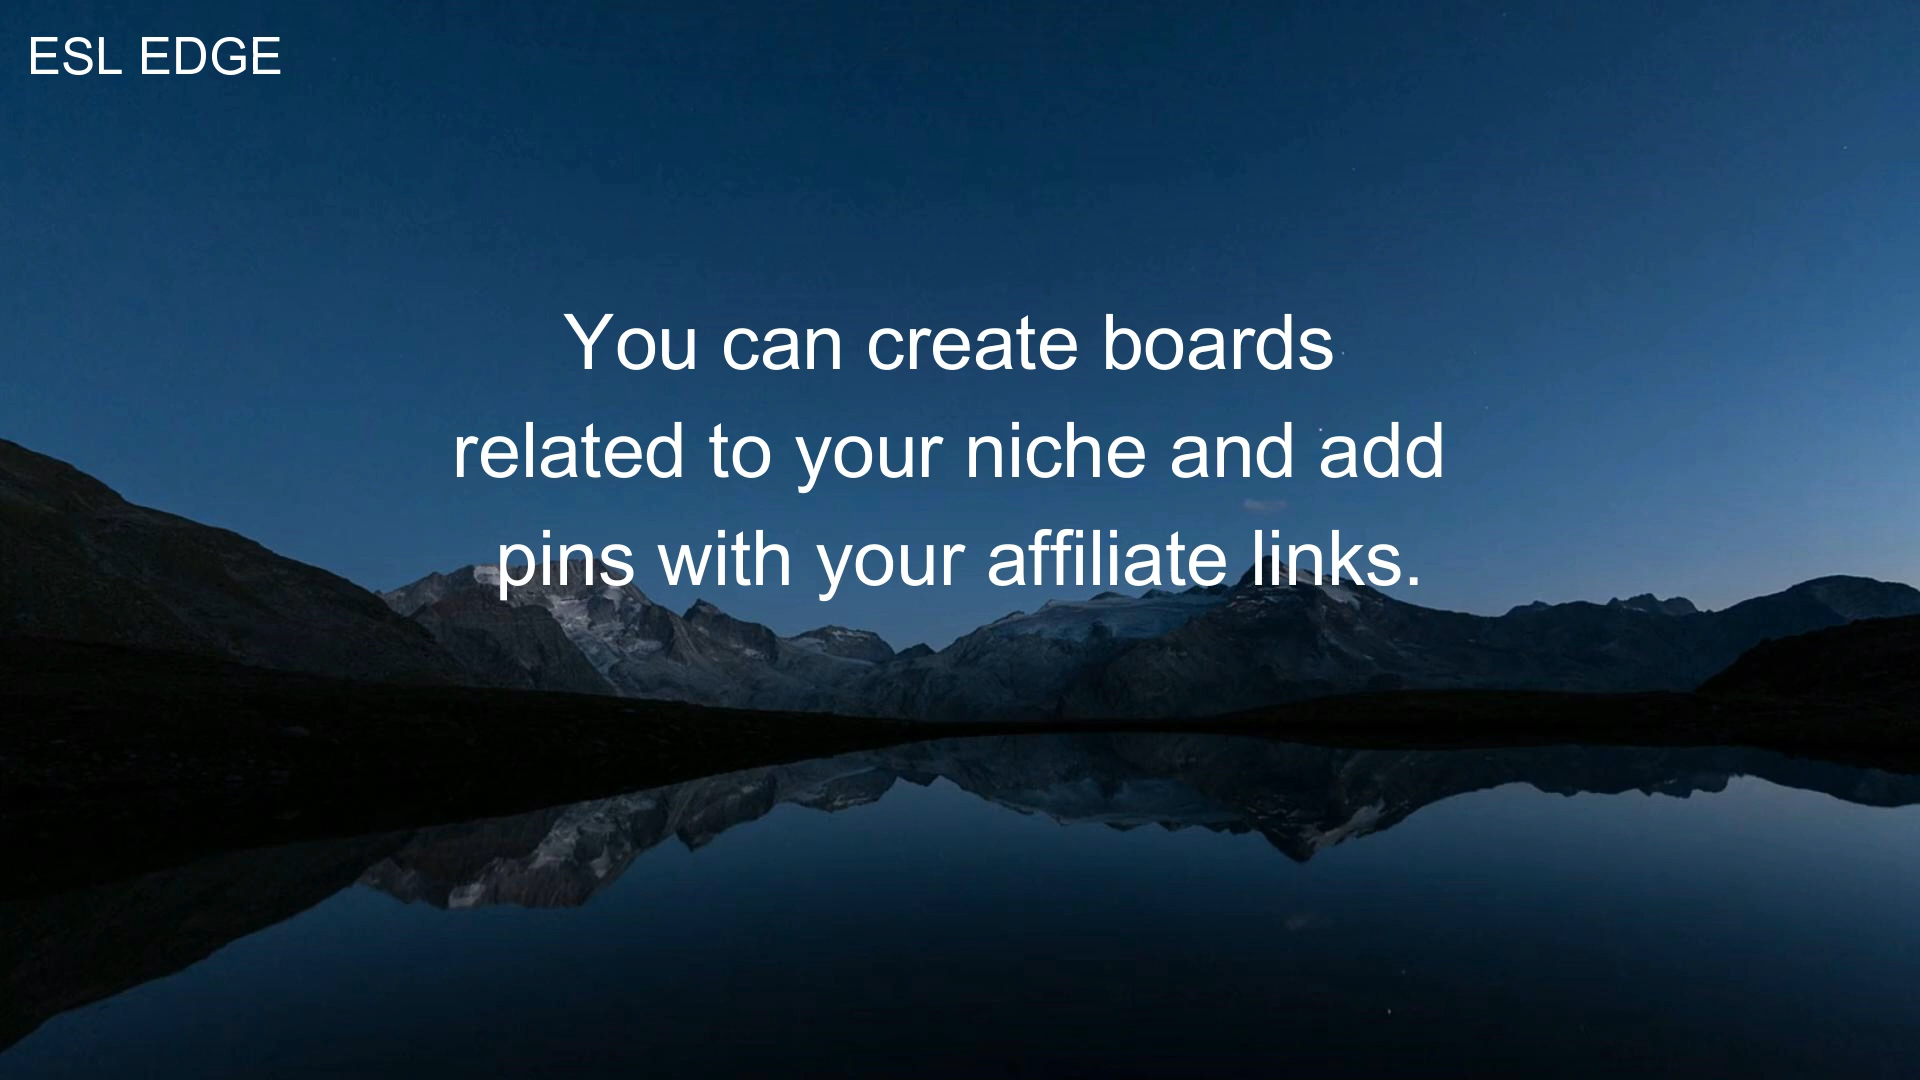 ESL EDGE
You can create boards
related to your niche and add
pins with your affiliate links.